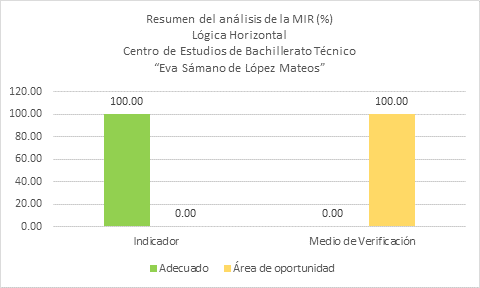 Resumen del análisis de la MIR (%)
Lógica Horizontal
Centro de Estudios de Bachillerato Técnico
“Eva Sámano de López Mateos”
120.00
100.00
80.00
60.00
40.00
20.00
0.00
100.00
0.00
0.00
100.00
Indicador
Medio de Verificación
Adecuado
Área de oportunidad